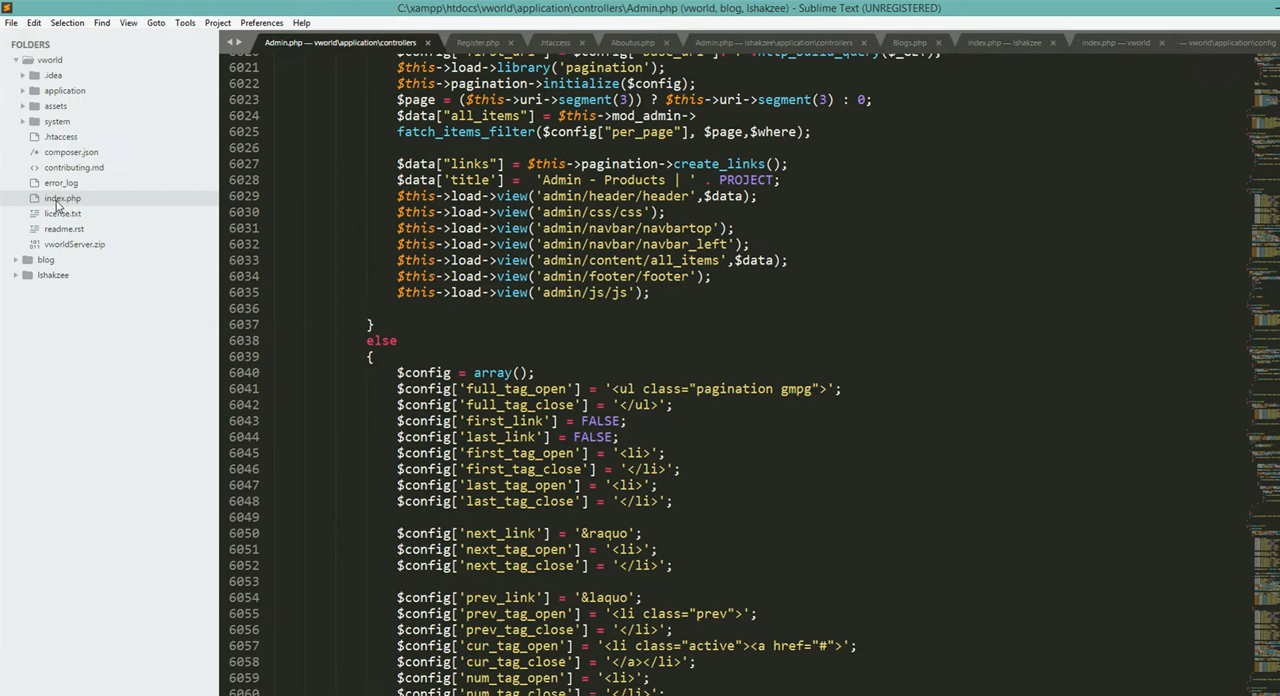 C:\xampp\htdocs\vworld\application\controllers\Admin.php (vworld, blog, lshakzee) - Sublime Text (UNREGISTERED)
File Edit Selection Find View Goto Tools Project Preferences Help
FOLDERS
vworld
.idea
application
assets
system
.htaccess
composer.json
contributing.md
error_log
index.php
license.txt
readme.rst
vworldServer.zip
blog
lshakzee
Admin.php — vworld\application\controllers Register.php .htaccess Aboutus.php Admin.php — lshakzee\application\controllers Blogs.php index.php — lshakzee index.php — vworld — vworld\application\config
6021 $this->load->library('pagination');
6022 $this->pagination->initialize($config);
6023 $page = ($this->uri->segment(3)) ? $this->uri->segment(3) : 0;
6024 $data["all_items"] = $this->mod_admin->
6025 fatch_items_filter($config["per_page"], $page,$where);
6026
6027 $data["links"] = $this->pagination->create_links();
6028 $data['title'] = 'Admin - Products | ' . PROJECT;
6029 $this->load->view('admin/header/header',$data);
6030 $this->load->view('admin/css/css');
6031 $this->load->view('admin/navbar/navbartop');
6032 $this->load->view('admin/navbar/navbar_left');
6033 $this->load->view('admin/content/all_items',$data);
6034 $this->load->view('admin/footer/footer');
6035 $this->load->view('admin/js/js');
6036
6037 }
6038 else
6039 {
6040 $config = array();
6041 $config['full_tag_open'] = '<ul class="pagination gmpg">';
6042 $config['full_tag_close'] = '</ul>';
6043 $config['first_link'] = FALSE;
6044 $config['last_link'] = FALSE;
6045 $config['first_tag_open'] = '<li>';
6046 $config['first_tag_close'] = '</li>';
6047 $config['last_tag_open'] = '<li>';
6048 $config['last_tag_close'] = '</li>';
6049
6050 $config['next_link'] = '&raquo';
6051 $config['next_tag_open'] = '<li>';
6052 $config['next_tag_close'] = '</li>';
6053
6054 $config['prev_link'] = '&laquo';
6055 $config['prev_tag_open'] = '<li class="prev">';
6056 $config['prev_tag_close'] = '</li>';
6057 $config['cur_tag_open'] = '<li class="active"><a href="#">';
6058 $config['cur_tag_close'] = '</a></li>';
6059 $config['num_tag_open'] = '<li>';
6060 $config['num_tag_close'] = '</li>';